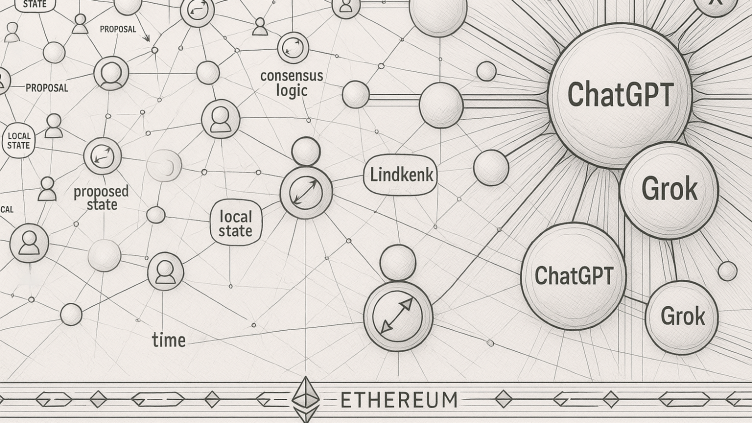 STATE
PROPOSAL
PROPOSAL
consensus
logic
ChatGPT
LOCAL
STATE
proposed
state
Lindkenk
Grok
CAL
local
state
ChatGPT
Grok
time
ETHEREUM